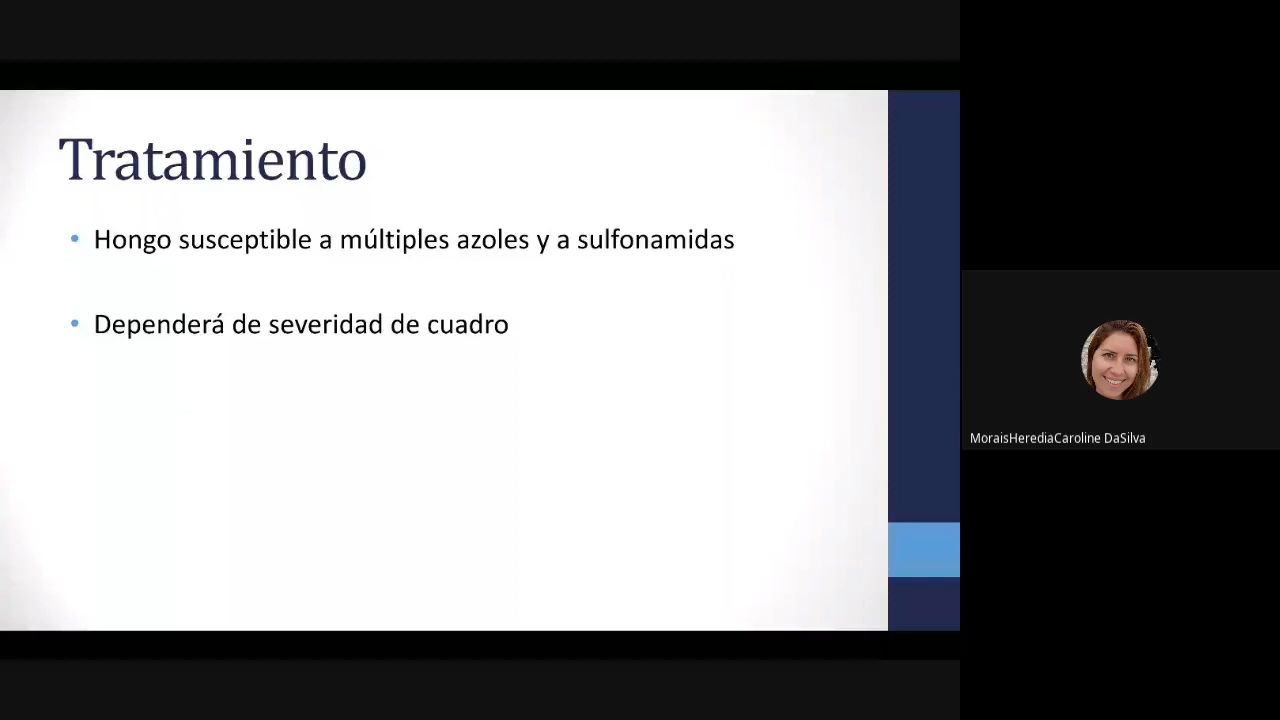 Tratamiento
• Hongo susceptible a múltiples azoles y a sulfonamidas
• Dependerá de severidad de cuadro
MoraisHerediaCaroline DaSilva